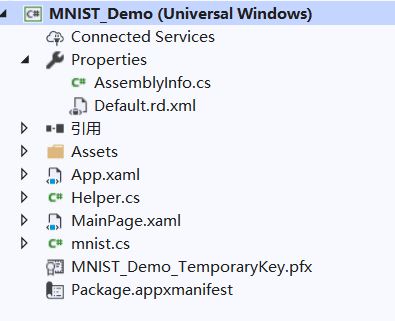 MNIST_Demo (Universal Windows)
Connected Services
Properties
C# AssemblyInfo.cs
Default.rd.xml
引用
Assets
App.xaml
C# Helper.cs
MainPage.xaml
C# mnist.cs
MNIST_Demo_TemporaryKey.pfx
Package.appxmanifest